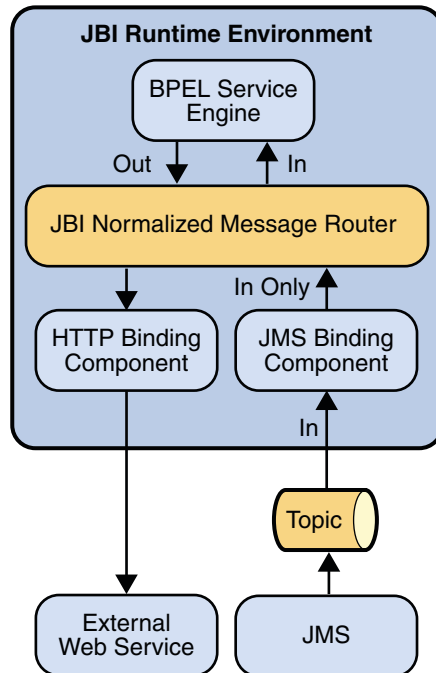 JBI Runtime Environment
BPEL Service
Engine
Out
In
JBI Normalized Message Router
In Only
HTTP Binding
Component
JMS Binding
Component
In
Topic
External
Web Service
JMS